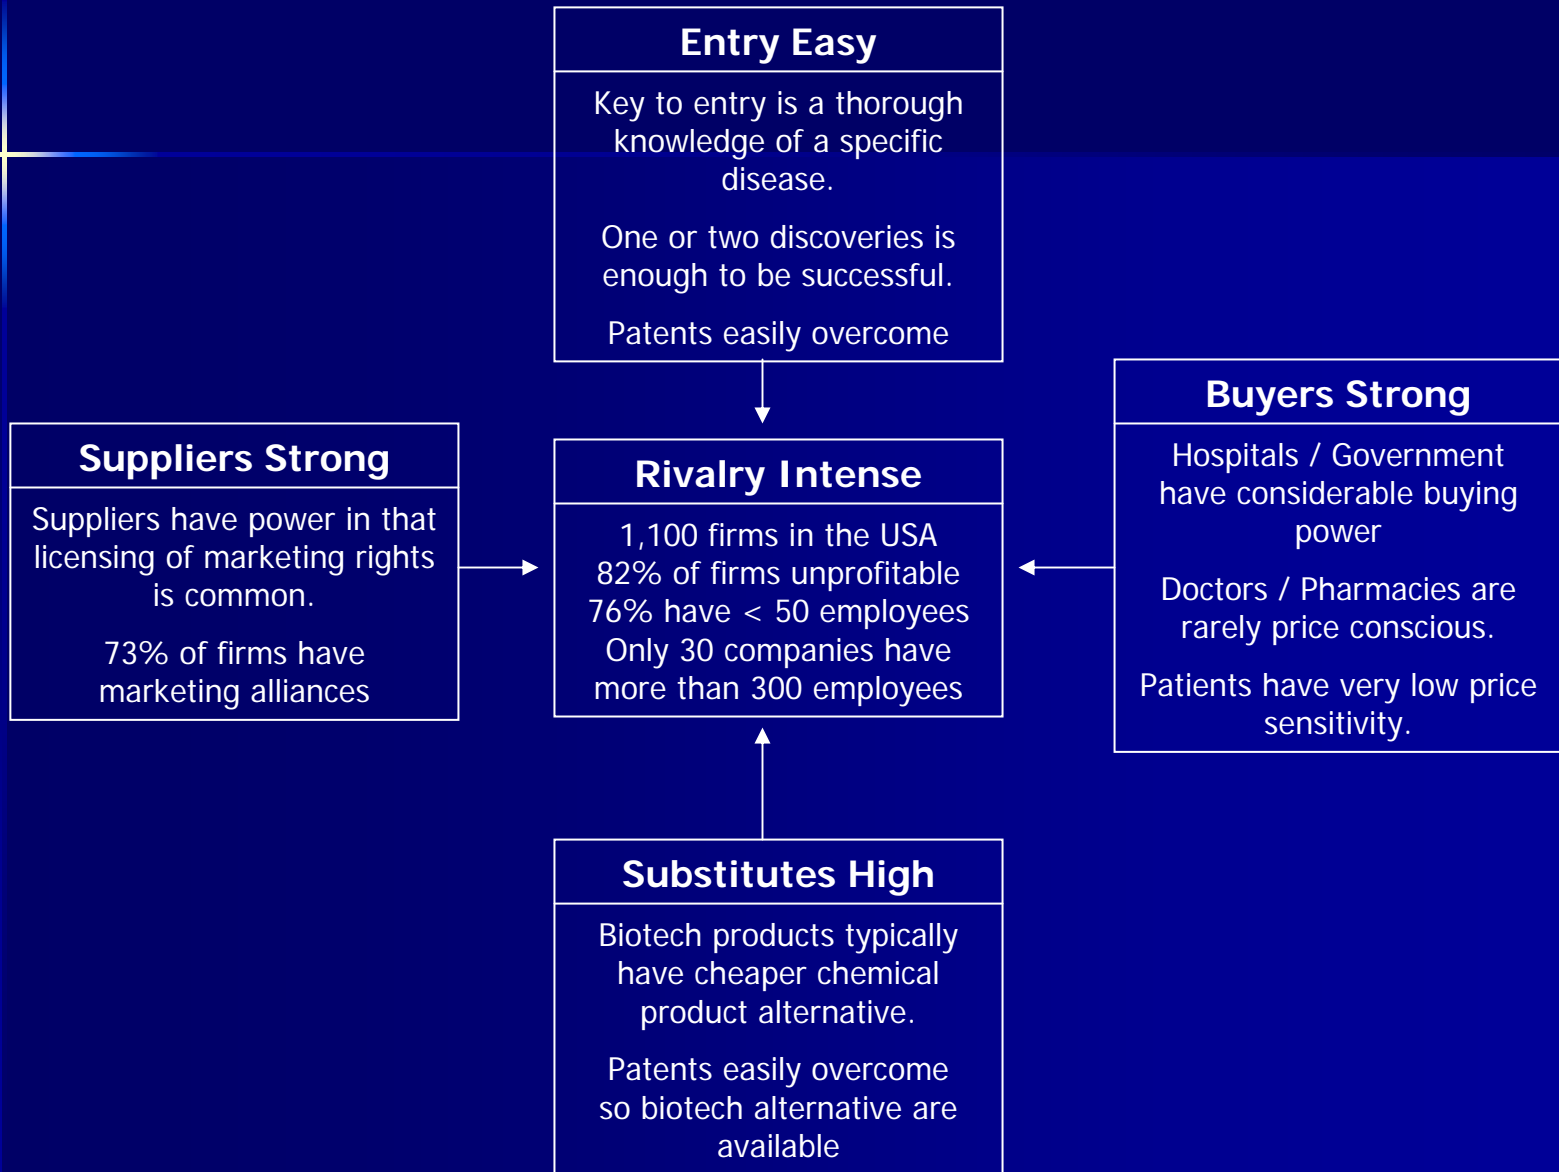 Entry Easy
Key to entry is a thorough
knowledge of a specific
disease.
One or two discoveries is
enough to be successful.
Patents easily overcome
Suppliers Strong
Suppliers have power in that
licensing of marketing rights
is common.
73% of firms have
marketing alliances
Rivalry Intense
1,100 firms in the USA
82% of firms unprofitable
76% have < 50 employees
Only 30 companies have
more than 300 employees
Buyers Strong
Hospitals / Government
have considerable buying
power
Doctors / Pharmacies are
rarely price conscious.
Patients have very low price
sensitivity.
Substitutes High
Biotech products typically
have cheaper chemical
product alternative.
Patents easily overcome
so biotech alternative are
available